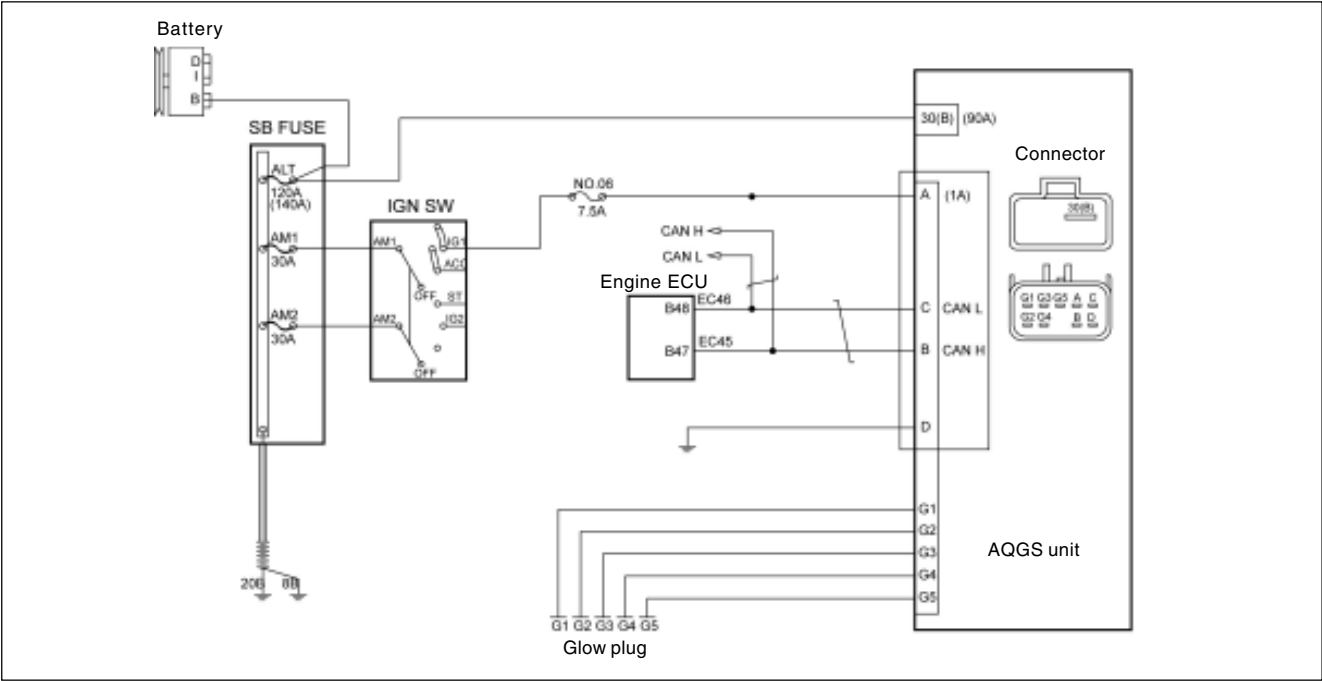 Battery
D
I
B
SB FUSE
ALT
120A
(140A)
AM1
30A
AM2
30A
20B 8B
IGN SW
AM1
IG1
ACC
OFF
ST
AM2
IG2
OFF
NO.06
7.5A
CAN H
CAN L
Engine ECU
B48
EC46
B47
EC45
30(B) (90A)
A (1A)
C CAN L
B CAN H
D
G1
G2
G3
G4
G5
Connector
30(B)
G1 G3 G5 A C
G2 G4 B D
AQGS unit
G1 G2 G3 G4 G5
Glow plug